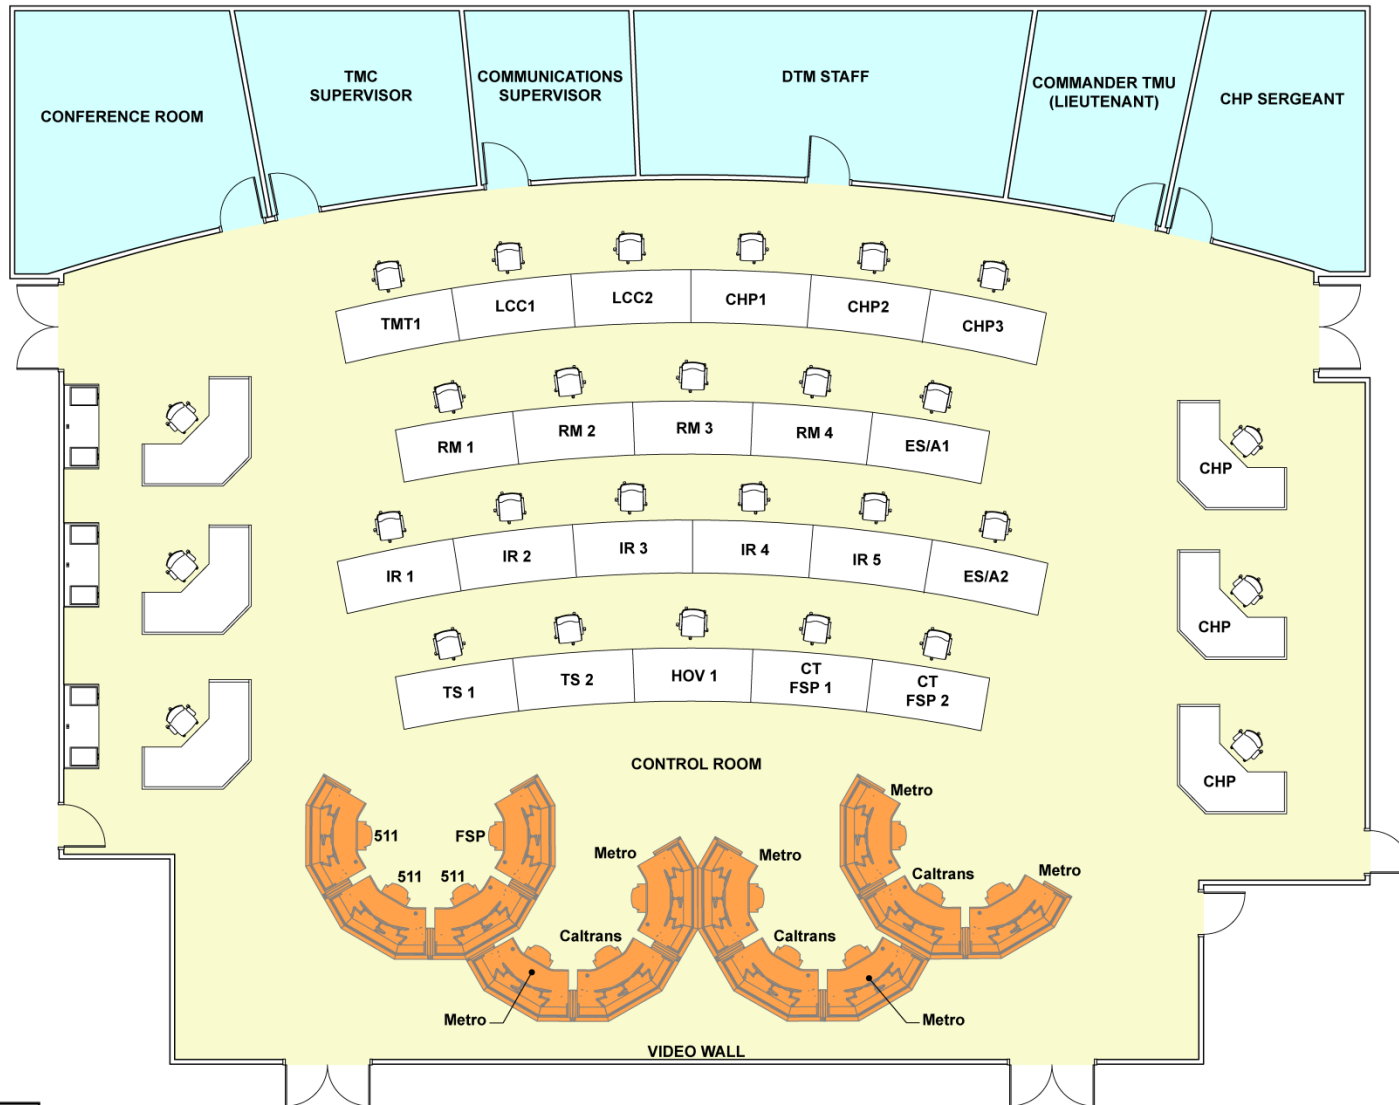 CONFERENCE ROOM
TMC
SUPERVISOR
COMMUNICATIONS
SUPERVISOR
DTM STAFF
COMMANDER TMU
(LIEUTENANT)
CHP SERGEANT
TMT1
LCC1
LCC2
CHP1
CHP2
CHP3
RM 1
RM 2
RM 3
RM 4
ES/A1
CHP
IR 1
IR 2
IR 3
IR 4
IR 5
ES/A2
CHP
TS 1
TS 2
HOV 1
CT
FSP 1
CT
FSP 2
CHP
CONTROL ROOM
511
FSP
511
511
Metro
Metro
Metro
Caltrans
Metro
Caltrans
Caltrans
Metro
Metro
VIDEO WALL